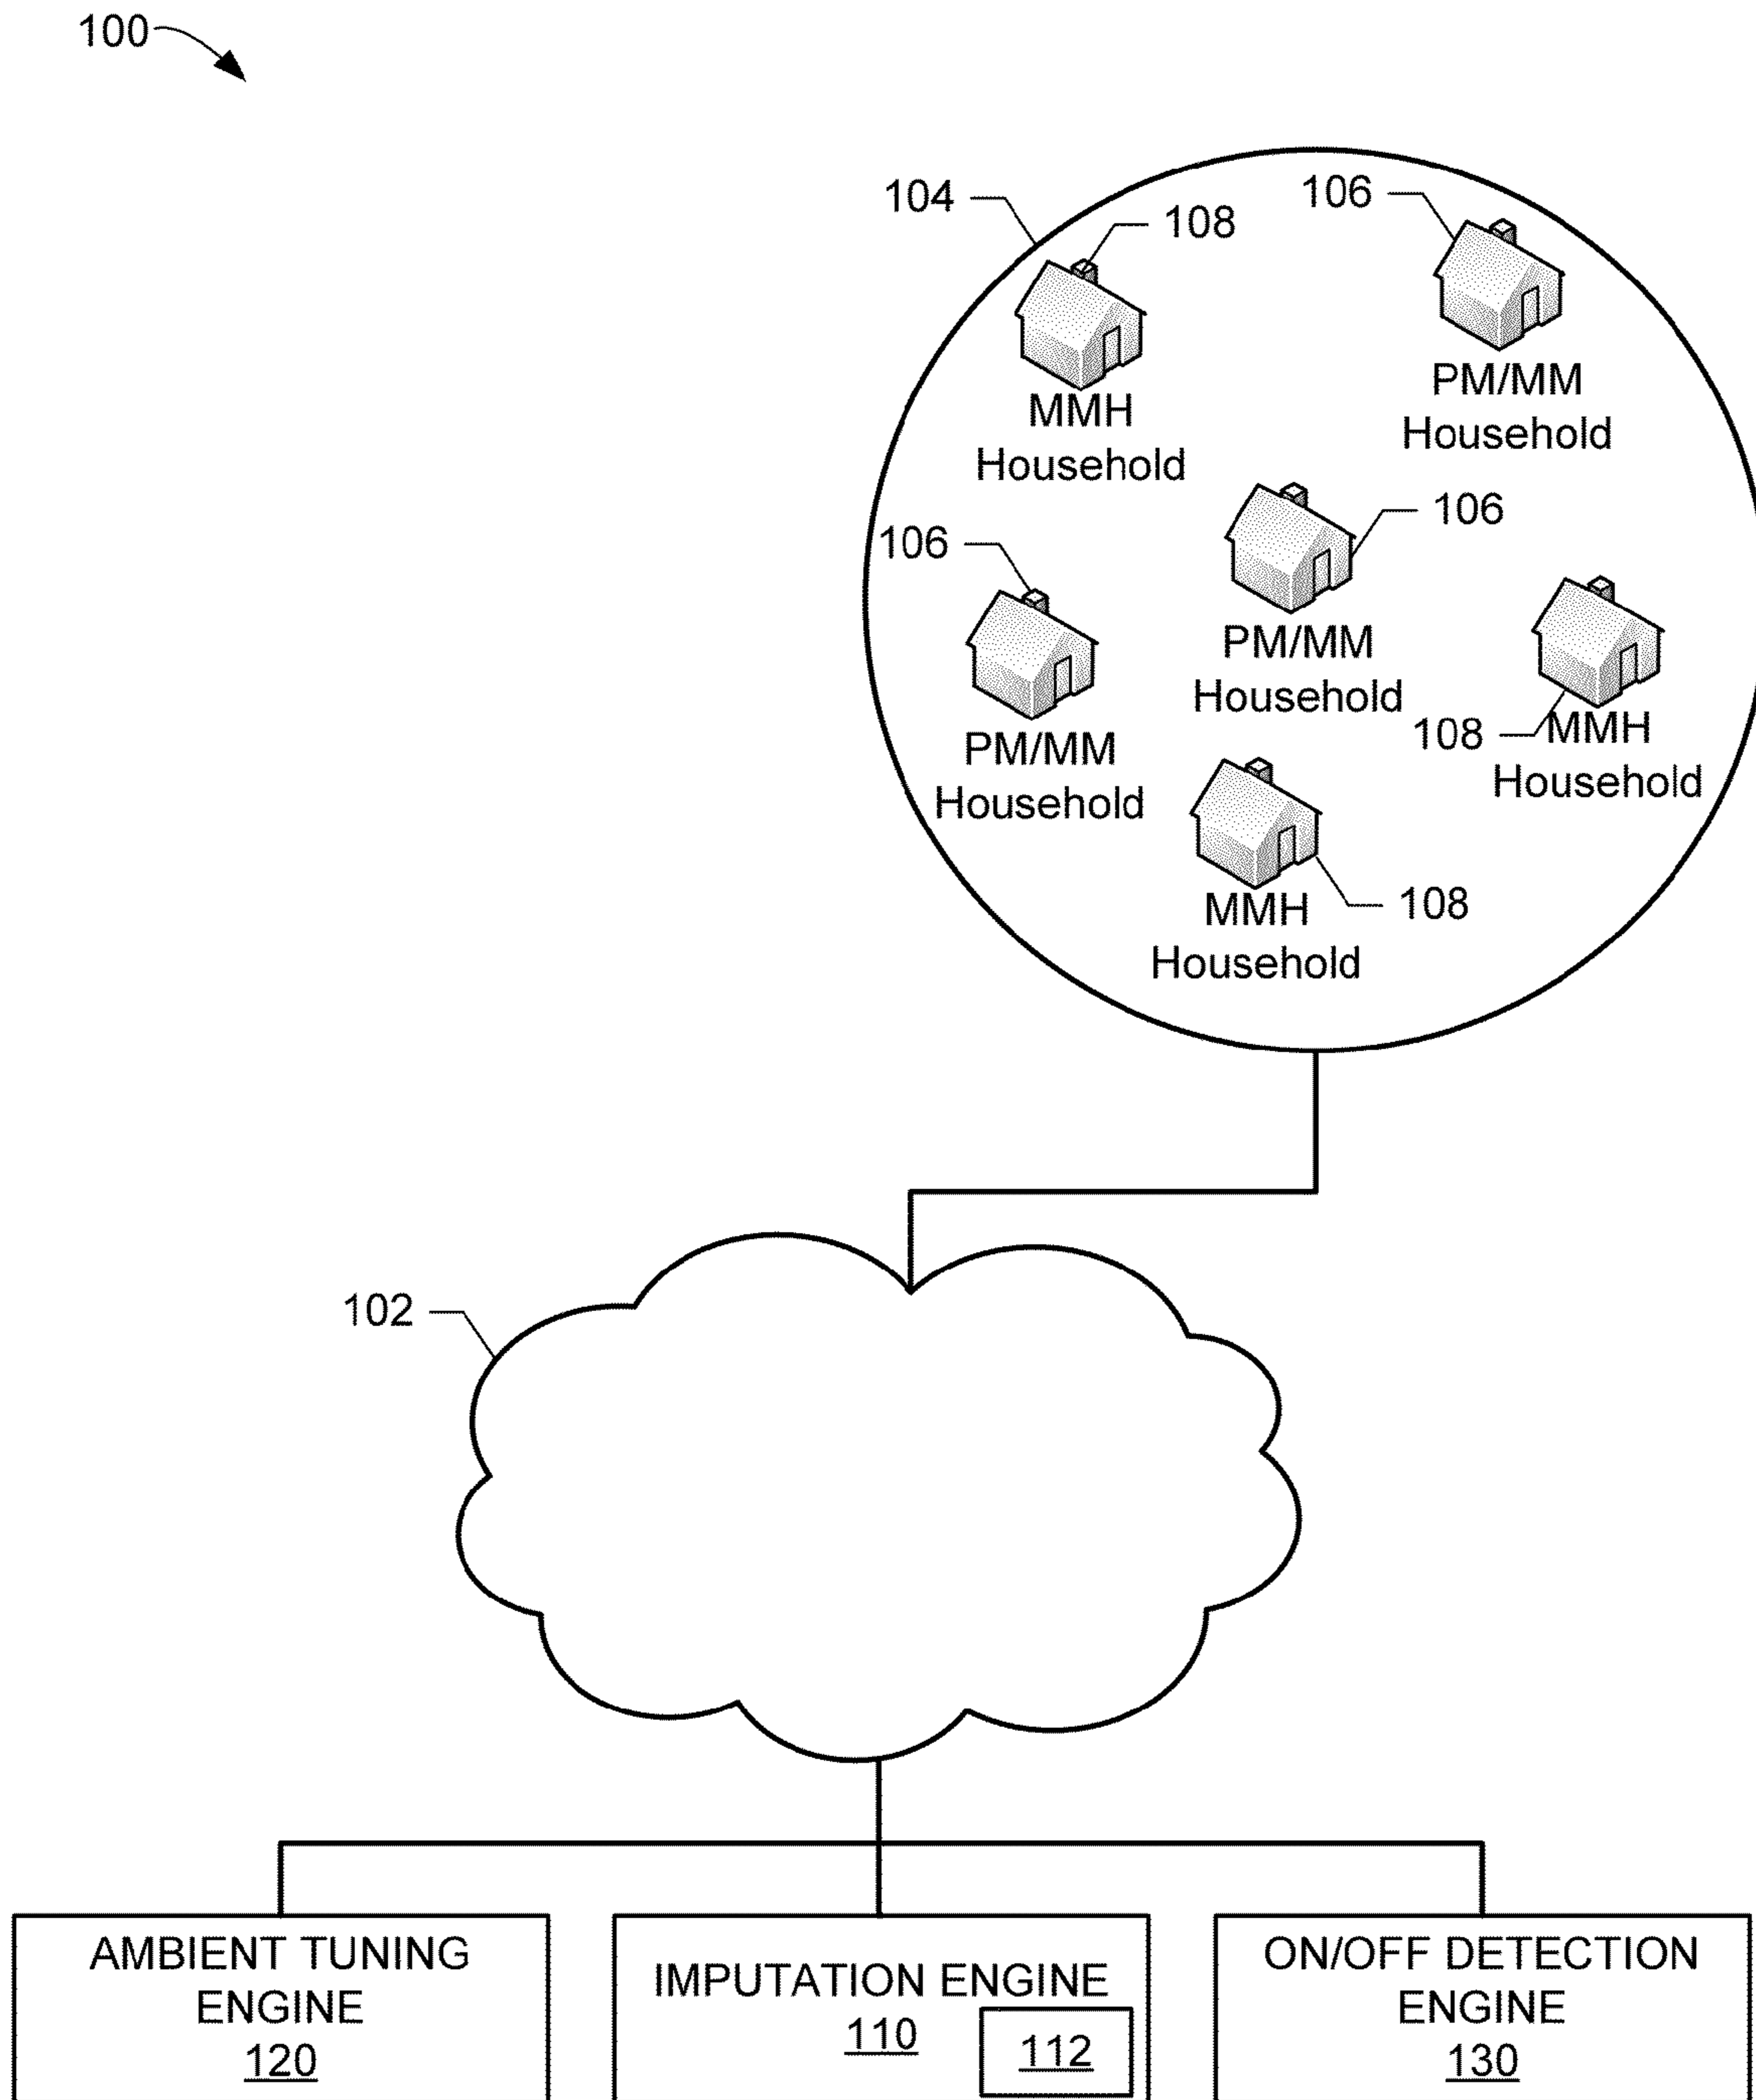 100
104
108
106
MMH
Household
PM/MM
Household
106
106
PM/MM
Household
PM/MM
Household
108
MMH
Household
MMH
Household
108
102
AMBIENT TUNING
ENGINE
120
IMPUTATION ENGINE
110
112
ON/OFF DETECTION
ENGINE
130